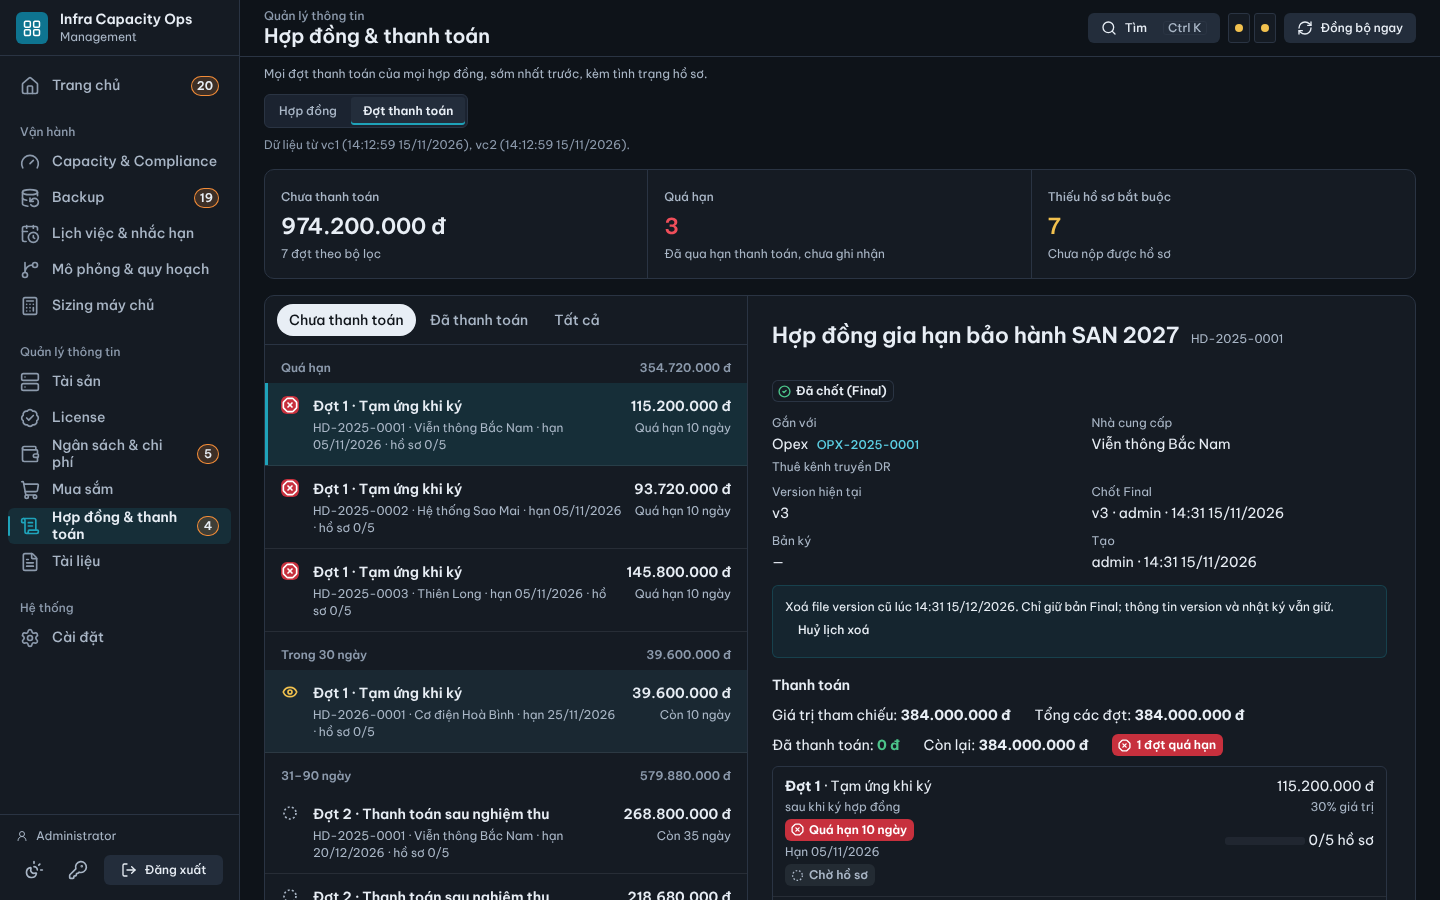 Infra Capacity Ops
Management
Trang chủ
20
Vận hành
Capacity & Compliance
Backup
19
Lịch việc & nhắc hạn
Mô phỏng & quy hoạch
Sizing máy chủ
Quản lý thông tin
Tài sản
License
Ngân sách & chi phí
5
Mua sắm
Hợp đồng & thanh toán
4
Tài liệu
Hệ thống
Cài đặt
Administrator
Đăng xuất
Quản lý thông tin
Hợp đồng & thanh toán
Tìm Ctrl K
Đồng bộ ngay
Mọi đợt thanh toán của mọi hợp đồng, sớm nhất trước, kèm tình trạng hồ sơ.
Hợp đồng
Đợt thanh toán
Dữ liệu từ vc1 (14:12:59 15/11/2026), vc2 (14:12:59 15/11/2026).
Chưa thanh toán
974.200.000 đ
7 đợt theo bộ lọc
Quá hạn
3
Đã qua hạn thanh toán, chưa ghi nhận
Thiếu hồ sơ bắt buộc
7
Chưa nộp được hồ sơ
Chưa thanh toán
Đã thanh toán
Tất cả
Quá hạn
354.720.000 đ
Đợt 1 · Tạm ứng khi ký
115.200.000 đ
HD-2025-0001 · Viễn thông Bắc Nam · hạn
05/11/2026 · hồ sơ 0/5
Quá hạn 10 ngày
Đợt 1 · Tạm ứng khi ký
93.720.000 đ
HD-2025-0002 · Hệ thống Sao Mai · hạn 05/11/2026
· hồ sơ 0/5
Quá hạn 10 ngày
Đợt 1 · Tạm ứng khi ký
145.800.000 đ
HD-2025-0003 · Thiên Long · hạn 05/11/2026 · hồ
sơ 0/5
Quá hạn 10 ngày
Trong 30 ngày
39.600.000 đ
Đợt 1 · Tạm ứng khi ký
39.600.000 đ
HD-2026-0001 · Cơ điện Hoà Bình · hạn 25/11/2026
· hồ sơ 0/5
Còn 10 ngày
31–90 ngày
579.880.000 đ
Đợt 2 · Thanh toán sau nghiệm thu
268.800.000 đ
HD-2025-0001 · Viễn thông Bắc Nam · hạn
20/12/2026 · hồ sơ 0/5
Còn 35 ngày
Đợt 2 · Thanh toán sau nghiệm thu
218.680.000 đ
Hợp đồng gia hạn bảo hành SAN 2027
HD-2025-0001
Đã chốt (Final)
Gắn với
Opex OPX-2025-0001
Thuê kênh truyền DR
Nhà cung cấp
Viễn thông Bắc Nam
Version hiện tại
v3
Chốt Final
v3 · admin · 14:31 15/11/2026
Bản ký
—
Tạo
admin · 14:31 15/11/2026
Xoá file version cũ lúc 14:31 15/12/2026. Chỉ giữ bản Final; thông tin version và nhật ký vẫn giữ.
Huỷ lịch xoá
Thanh toán
Giá trị tham chiếu: 384.000.000 đ
Tổng các đợt: 384.000.000 đ
Đã thanh toán: 0 đ
Còn lại: 384.000.000 đ
1 đợt quá hạn
Đợt 1 · Tạm ứng khi ký
115.200.000 đ
sau khi ký hợp đồng
30% giá trị
Quá hạn 10 ngày
0/5 hồ sơ
Hạn 05/11/2026
Chờ hồ sơ